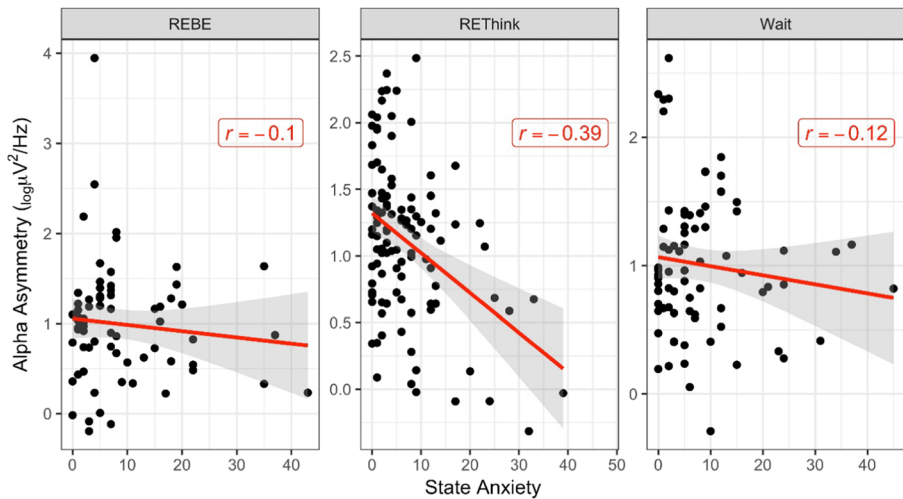 REBE
REThink
Wait
Alpha Asymmetry (logμV²/Hz)
4
3
2
1
0
r = −0.1
0 10 20 30 40
2.5
2.0
1.5
1.0
0.5
0.0
r = −0.39
0 10 20 30 40 50
2
1
0
r = −0.12
0 10 20 30 40
State Anxiety